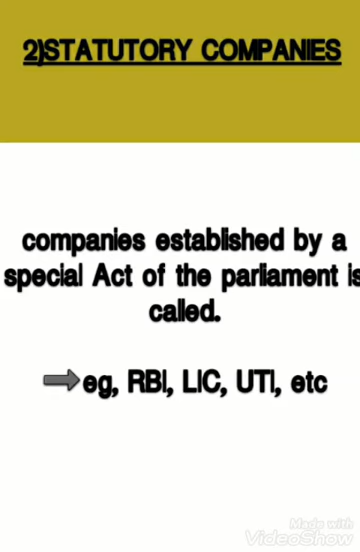 2)STATUTORY COMPANIES
companies established by a
special Act of the parliament is
called.
eg, RBI, LIC, UTI, etc
Made with
VideoShow